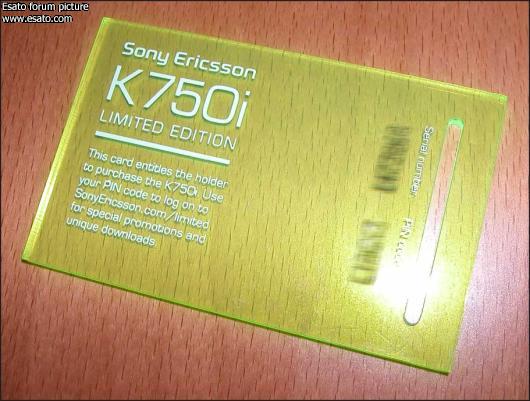 Esato forum picture
www.esato.com
Sony Ericsson
K750i
LIMITED EDITION
This card entitles the holder
to purchase the K750i. Use
your PIN code to log on to
SonyEricsson.com/limited
for special promotions and
unique downloads.
Serial number:
PIN